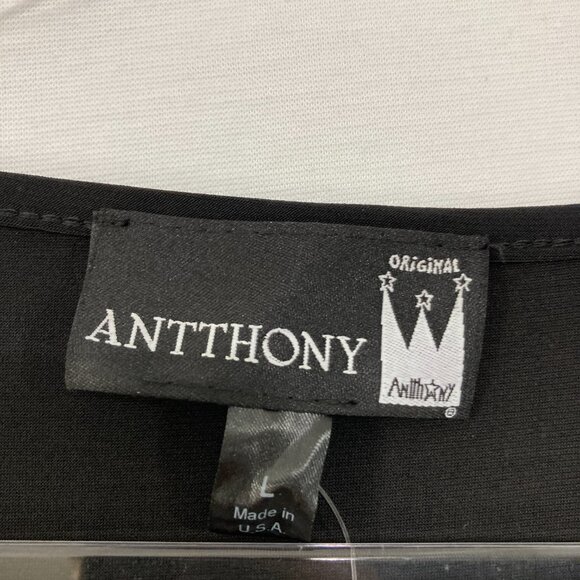 ORIGINAL
ANTTHONY
Antthony
®
L
Made in
U.S.A.